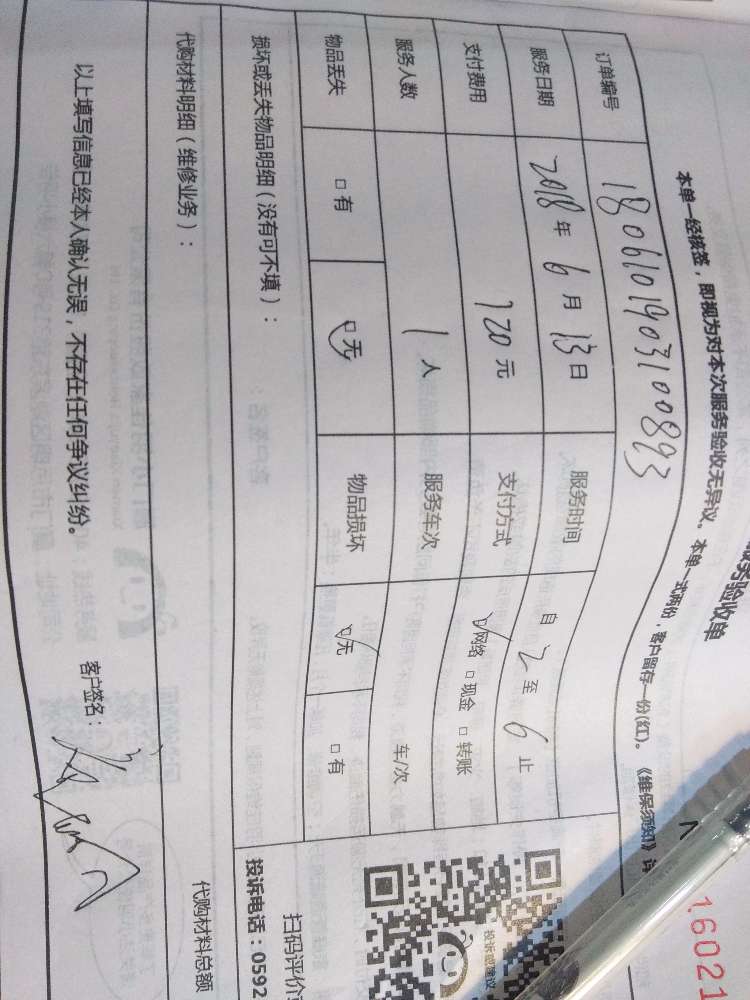 服务验收单
16021
本单一经核签，即视为对本次服务验收无异议。本单一式两份，客户留存一份(红)。《维保须知》详
订单编号 1806101903100893
服务日期 2018年6月13日 服务时间 自2至6止
支付费用 120元 支付方式 ☑网络 □现金 □转账
服务人数 1人 服务车次 车/次
物品丢失 □有 ☑无 物品损坏 ☑无 □有
投诉建议
扫码评价
损坏或丢失物品明细（没有可不填）：
投诉电话：0592
代购材料明细（维修业务）：
代购材料总额
以上填写信息已经本人确认无误，不存在任何争议纠纷。
客户签名：